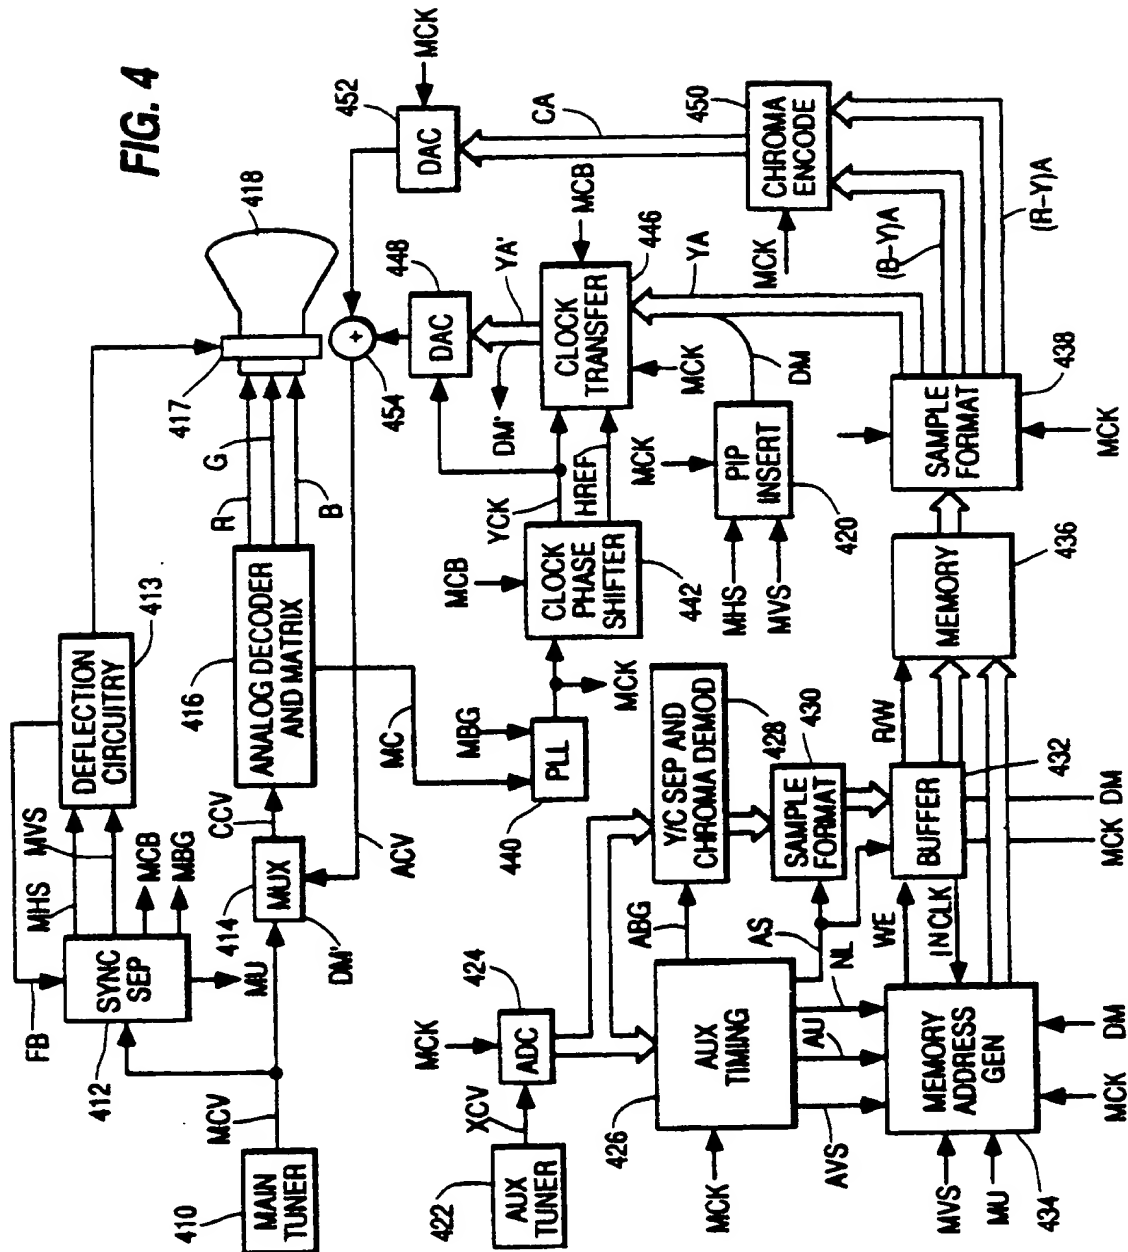 FIG. 4
MAIN TUNER
410
MCV
412
SYNC SEP
FB
MHS
MVS
MCB
MBG
MU
DEFLECTION CIRCUITRY
413
414
MUX
DM'
CCV
ACV
416
ANALOG DECODER AND MATRIX
MC
R
G
B
417
418
454
+
448
DAC
452
DAC
MCK
MBG
PLL
440
MCK
MCB
CLOCK PHASE SHIFTER
442
YCK
HREF
DM'
YA'
CLOCK TRANSFER
446
MCB
MCK
MCK
MHS
MVS
PIP INSERT
420
DM
YA
CA
CHROMA ENCODE
450
MCK
(B-Y)A
(R-Y)A
422
AUX TUNER
XCV
MCK
ADC
424
426
AUX TIMING
MCK
ABG
AS
Y/C SEP AND CHROMA DEMOD
428
SAMPLE FORMAT
430
AVS
AU
NL
MVS
MU
434
MEMORY ADDRESS GEN
MCK
DM
WE
IN CLK
BUFFER
432
MCK DM
R/W
MEMORY
436
SAMPLE FORMAT
438
MCK